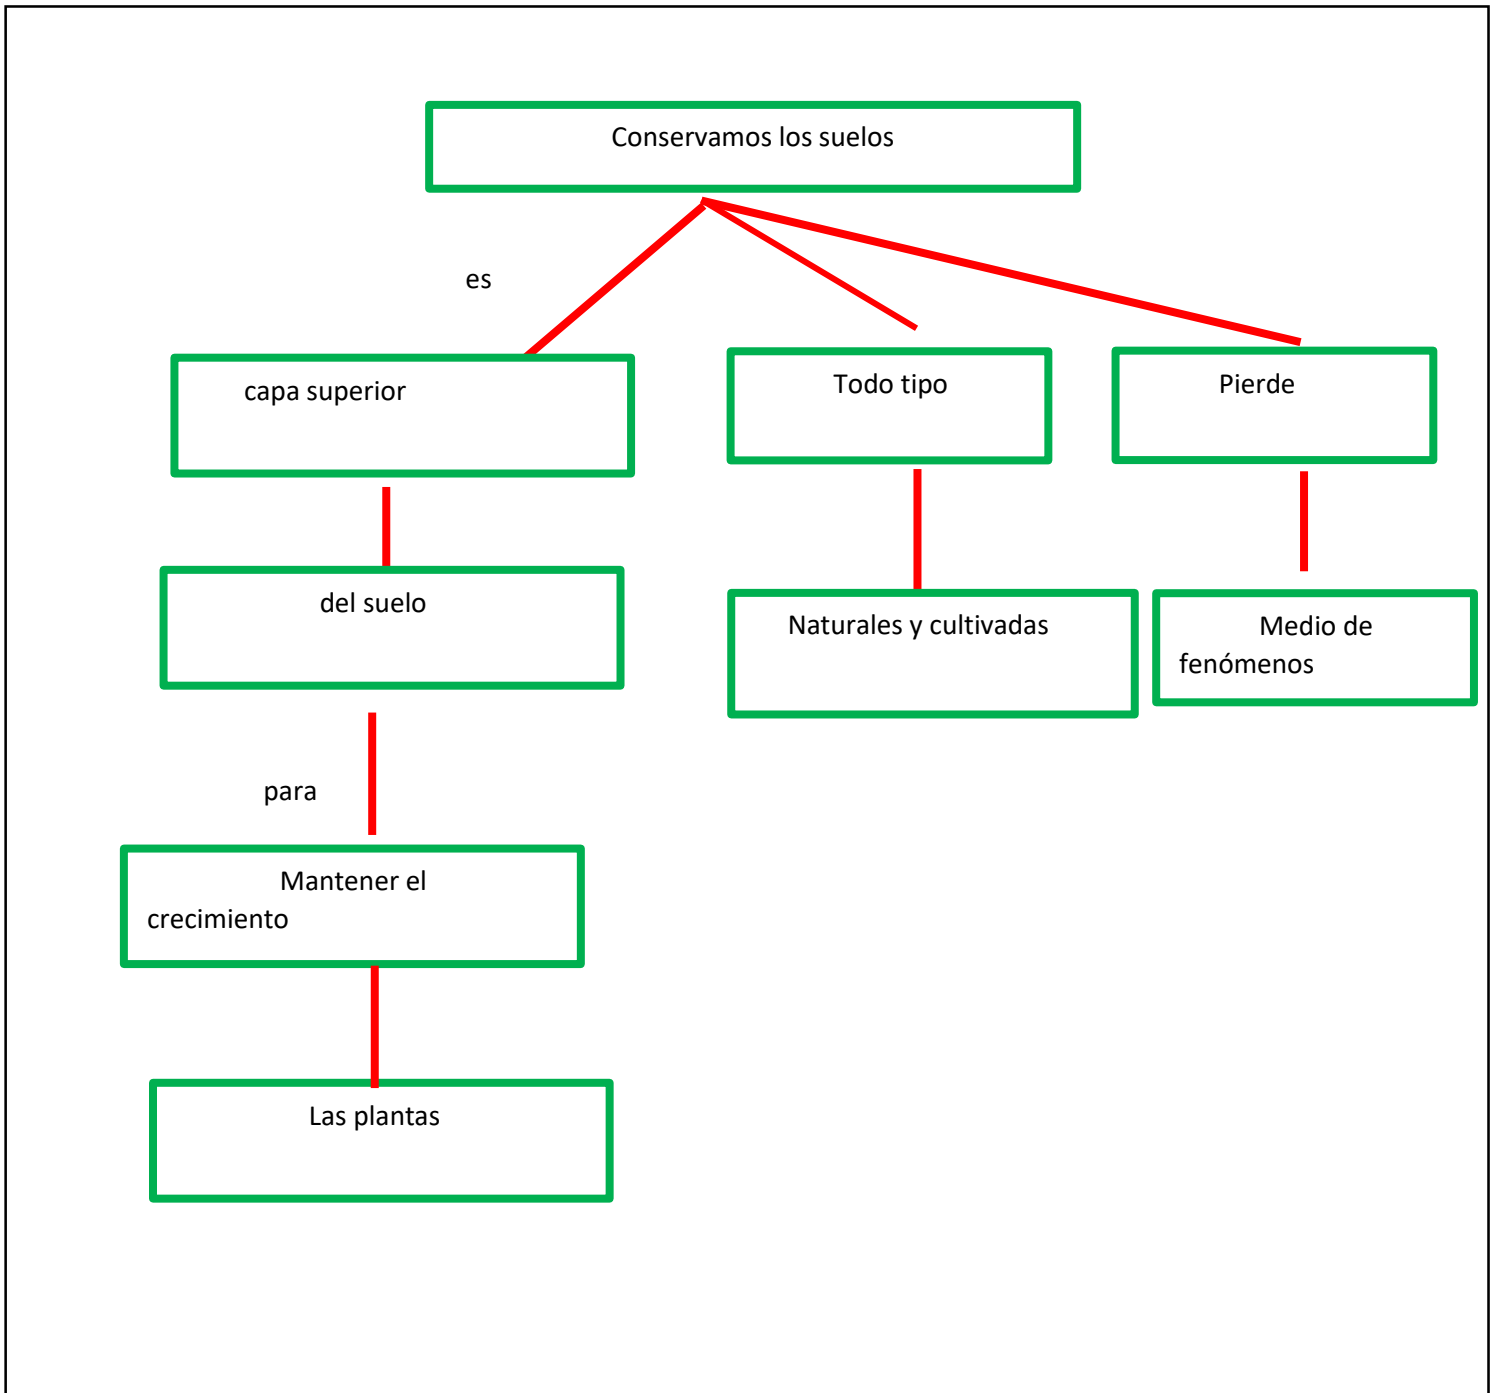 Conservamos los suelos
es
capa superior
Todo tipo
Pierde
del suelo
Naturales y cultivadas
Medio de
fenómenos
para
Mantener el
crecimiento
Las plantas